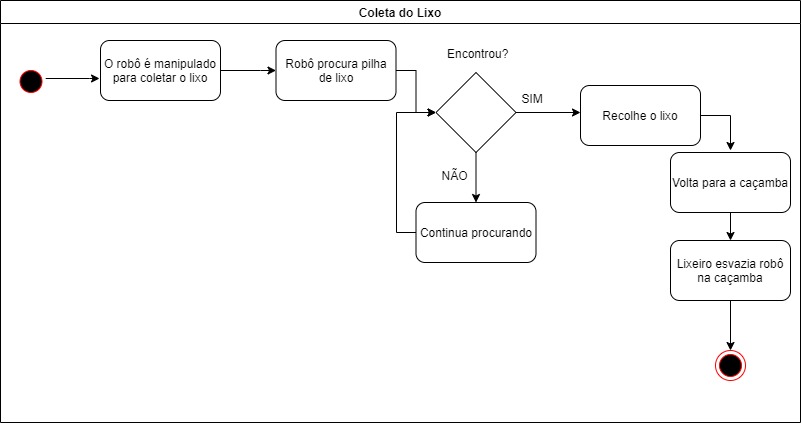 Coleta do Lixo
O robô é manipulado
para coletar o lixo
Robô procura pilha
de lixo
Encontrou?
SIM
Recolhe o lixo
NÃO
Volta para a caçamba
Continua procurando
Lixeiro esvazia robô
na caçamba